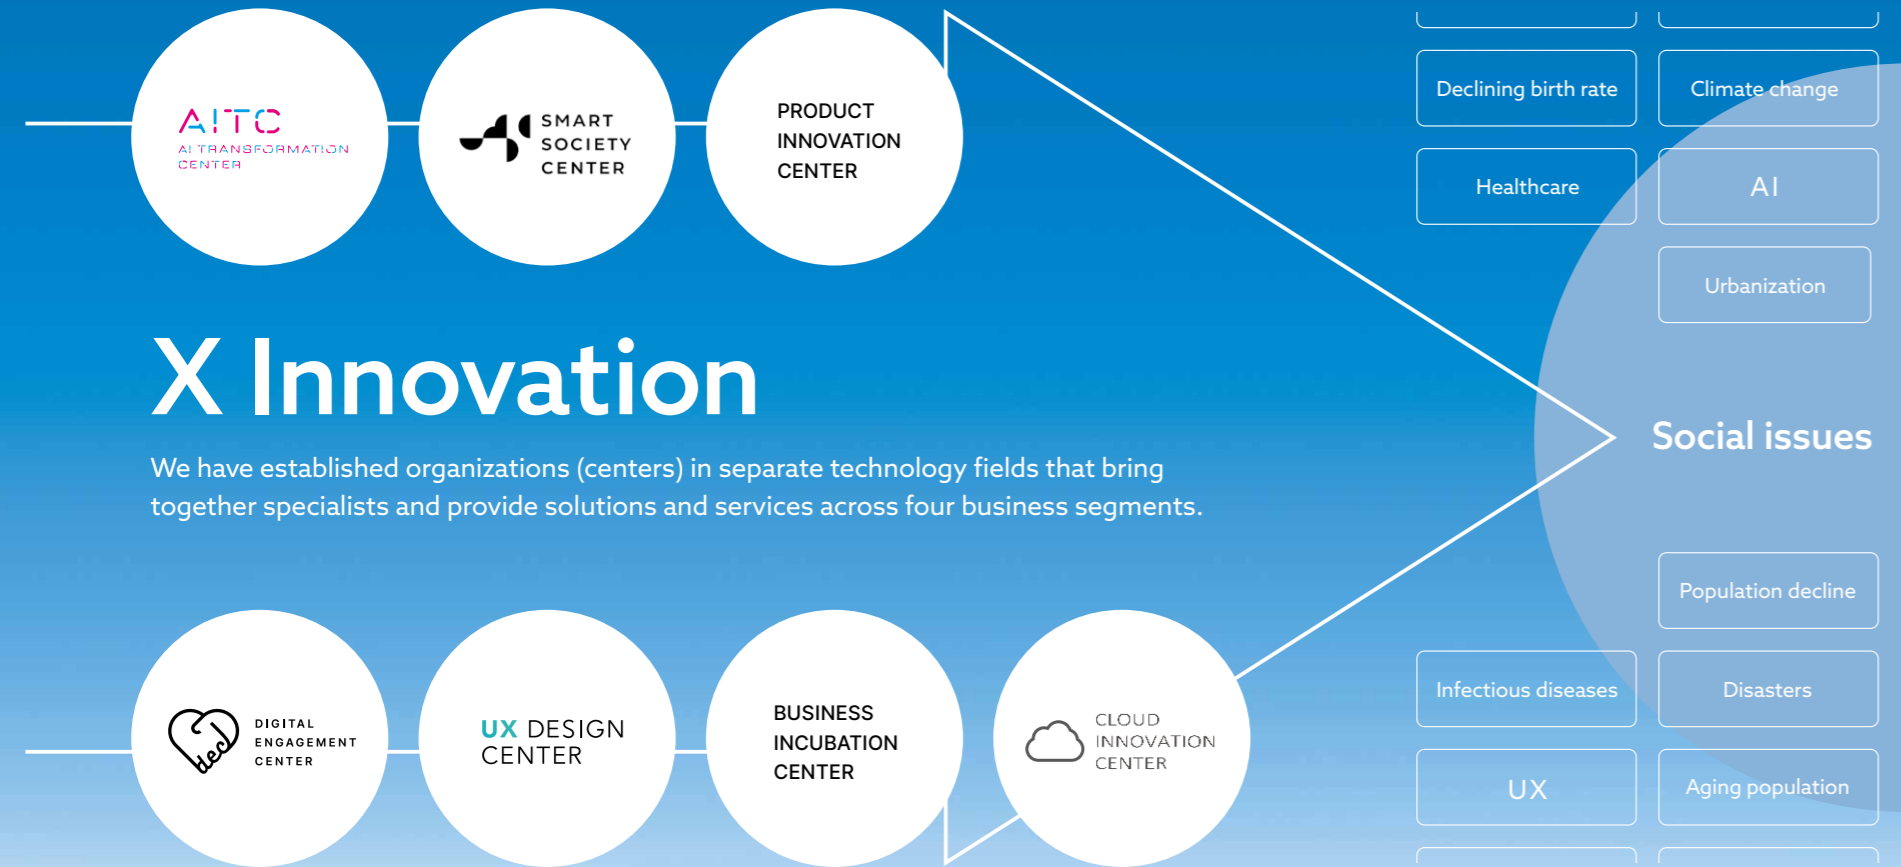 AITC
AI TRANSFORMATION
CENTER
SMART
SOCIETY
CENTER
PRODUCT
INNOVATION
CENTER
Declining birth rate
Climate change
Healthcare
AI
Urbanization
X Innovation
We have established organizations (centers) in separate technology fields that bring
together specialists and provide solutions and services across four business segments.
Social issues
Population decline
Infectious diseases
Disasters
UX
Aging population
dec
DIGITAL
ENGAGEMENT
CENTER
UX DESIGN
CENTER
BUSINESS
INCUBATION
CENTER
CLOUD
INNOVATION
CENTER